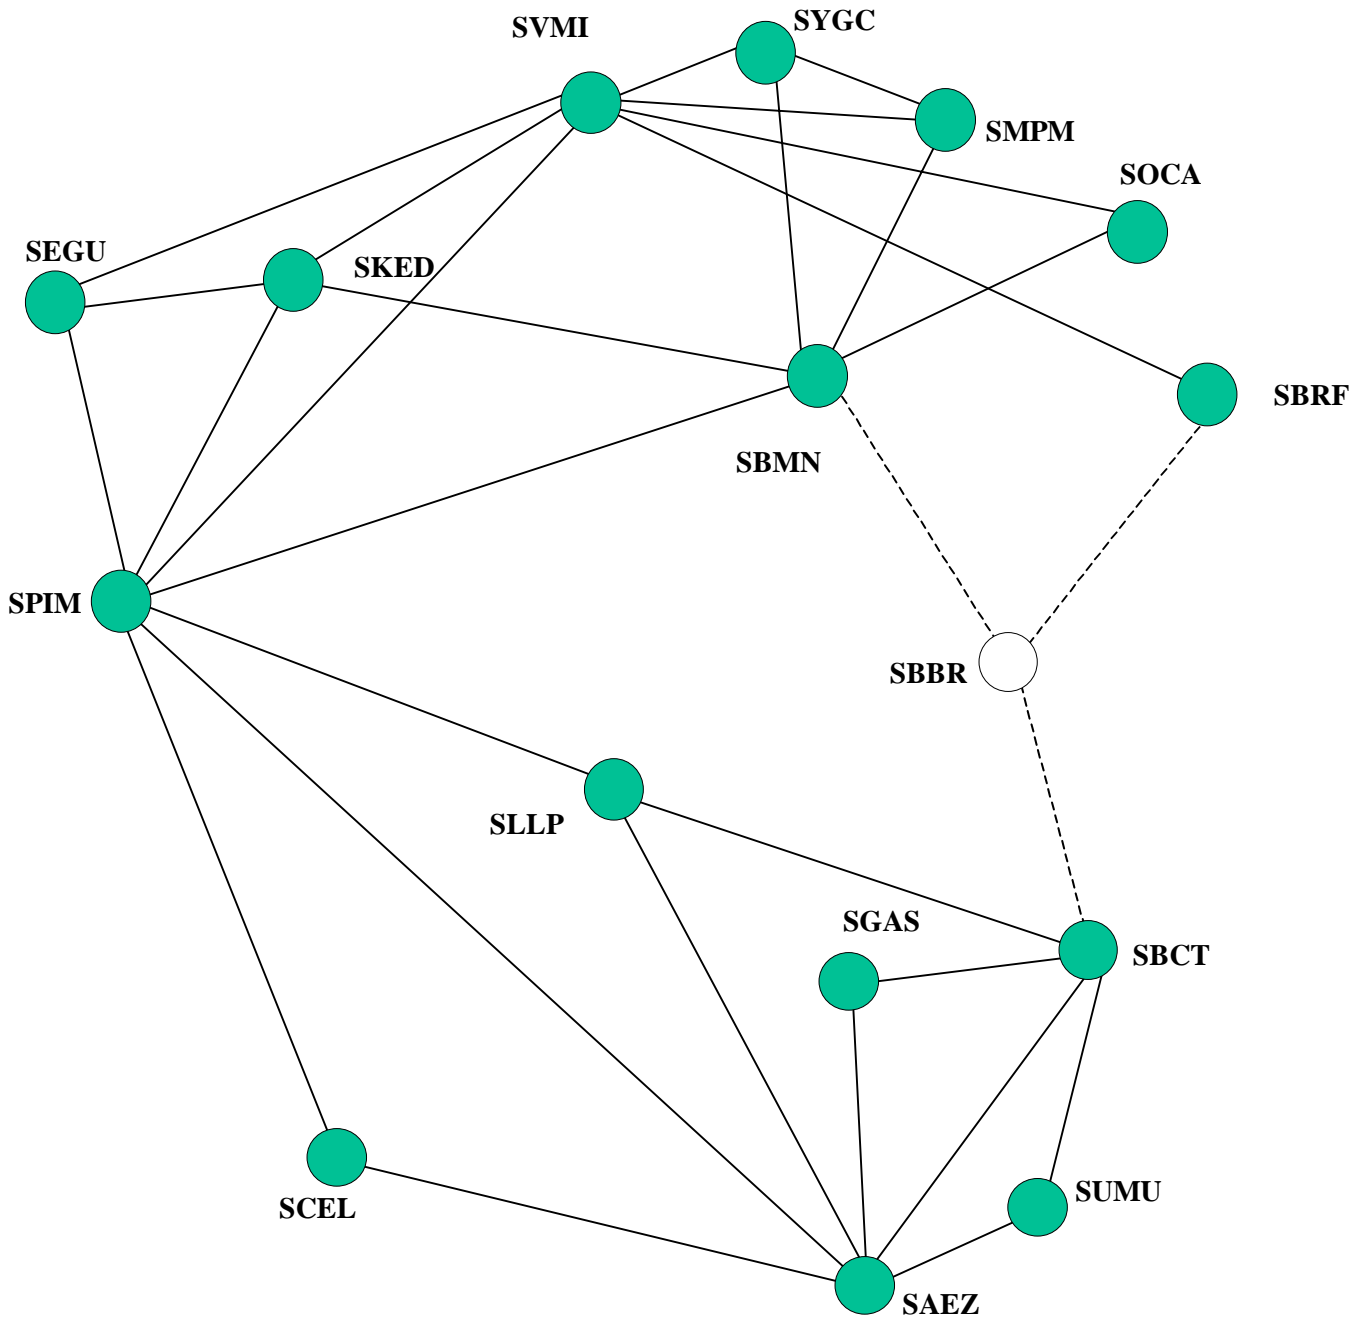 SYGC
SVMI
SMPM
SOCA
SEGU
SKED
SBRF
SBMN
SPIM
SBBR
SLLP
SGAS
SBCT
SUMU
SCEL
SAEZ